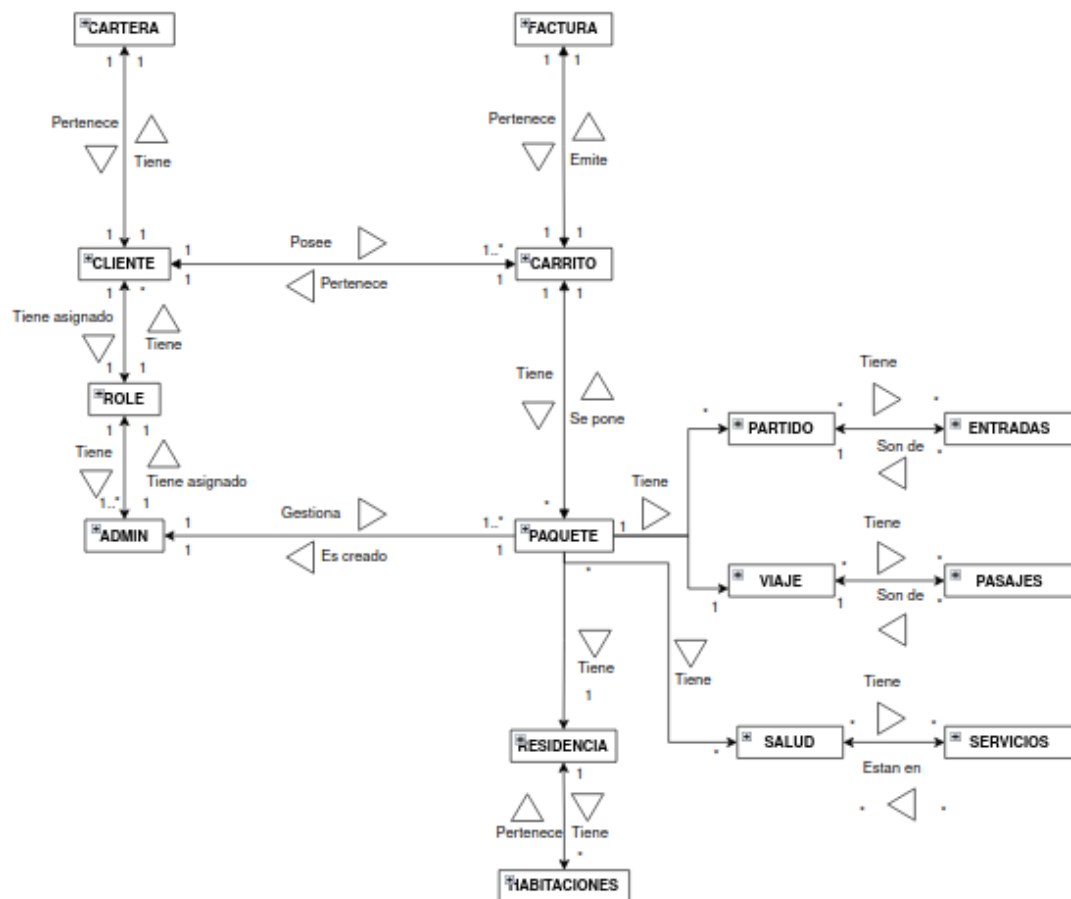 CARTERA FACTURA
1 1 1 1
Pertenece Pertenece
Tiene Emite
1 1 1 1
1 Posee 1..*
CLIENTE CARRITO
1 Pertenece 1
1 * 1 1
Tiene asignado
Tiene
1 1
Tiene
Se pone
Tiene
ROLE
* PARTIDO * * ENTRADAS
1 1
1 Son de *
Tiene
Tiene asignado
Tiene
1..* 1
Gestiona
* Tiene
1 1..*
ADMIN PAQUETE 1
1 Es creado 1
*
* *
VIAJE PASAJES
1 1 Son de *
Tiene
Tiene
Tiene
Tiene
1
* *
RESIDENCIA SALUD SERVICIOS
*
1 Estan en
* *
Pertenece Tiene
*
HABITACIONES